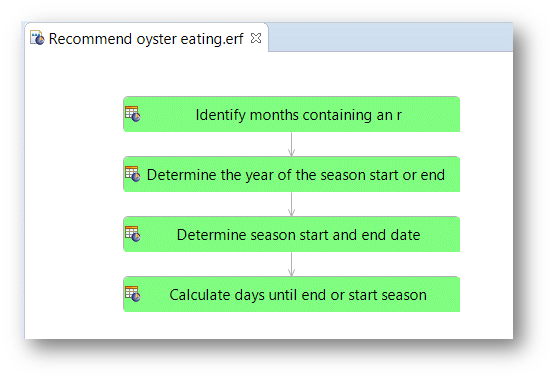 Recommend oyster eating.erf
Identify months containing an r
Determine the year of the season start or end
Determine season start and end date
Calculate days until end or start season